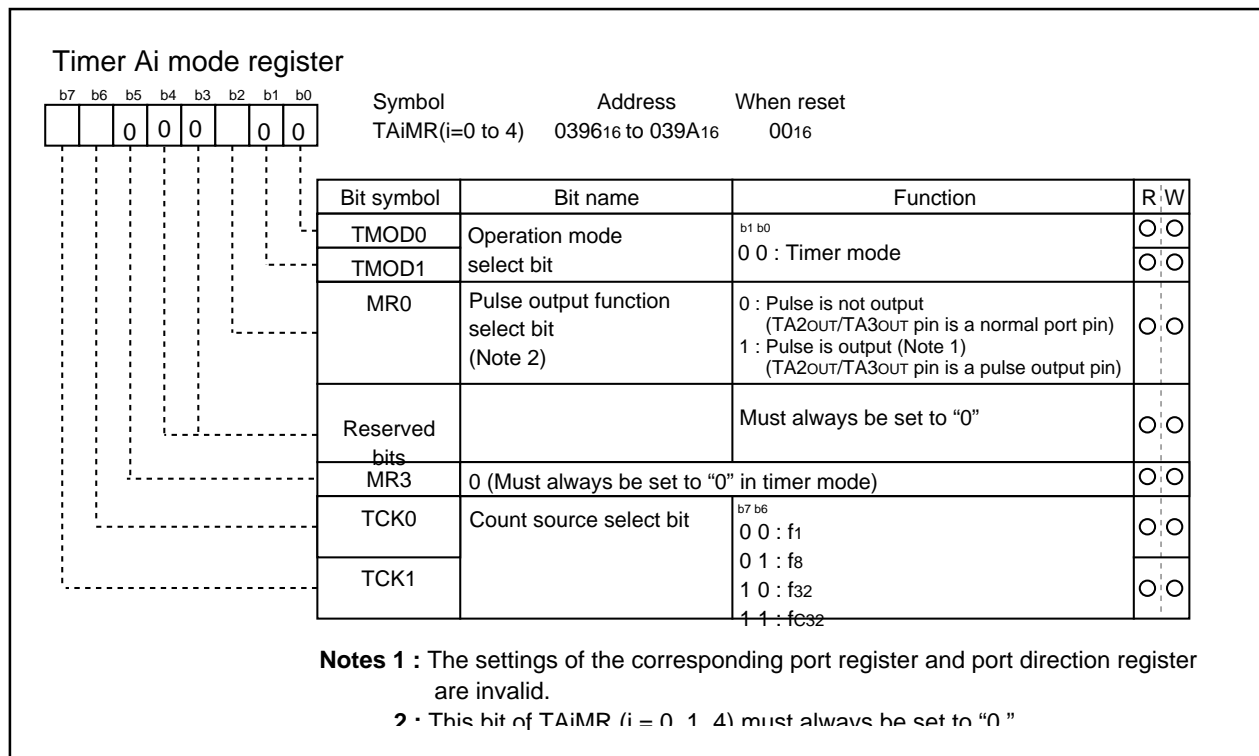 Timer Ai mode register
b7 b6 b5 b4 b3 b2 b1 b0
0 0 0 0 0
Symbol Address When reset
TAiMR(i=0 to 4) 039616 to 039A16 0016
Bit symbol Bit name Function R W
TMOD0 Operation mode b1 b0
TMOD1 select bit 0 0 : Timer mode
MR0 Pulse output function 0 : Pulse is not output
select bit (TA2OUT/TA3OUT pin is a normal port pin)
(Note 2) 1 : Pulse is output (Note 1)
(TA2OUT/TA3OUT pin is a pulse output pin)
Reserved Must always be set to “0”
bits
MR3 0 (Must always be set to “0” in timer mode)
TCK0 Count source select bit b7 b6
0 0 : f1
0 1 : f8
TCK1 1 0 : f32
1 1 : fC32
Notes 1 : The settings of the corresponding port register and port direction register
are invalid.
2 : This bit of TAiMR (i = 0, 1, 4) must always be set to “0.”